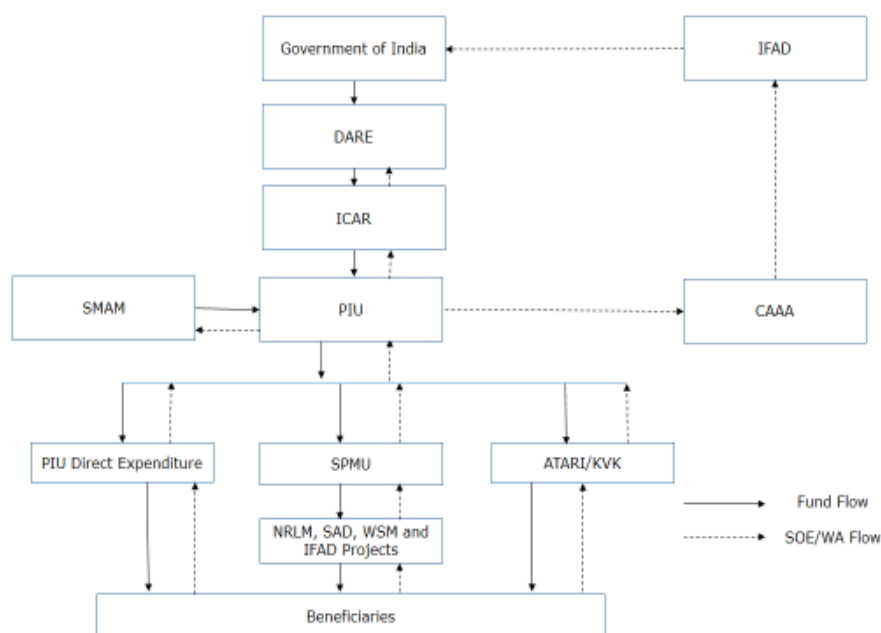 Government of India
IFAD
DARE
ICAR
SMAM
PIU
CAAA
PIU Direct Expenditure
SPMU
ATARI/KVK
NRLM, SAD, WSM and
IFAD Projects
Fund Flow
SOE/WA Flow
Beneficiaries